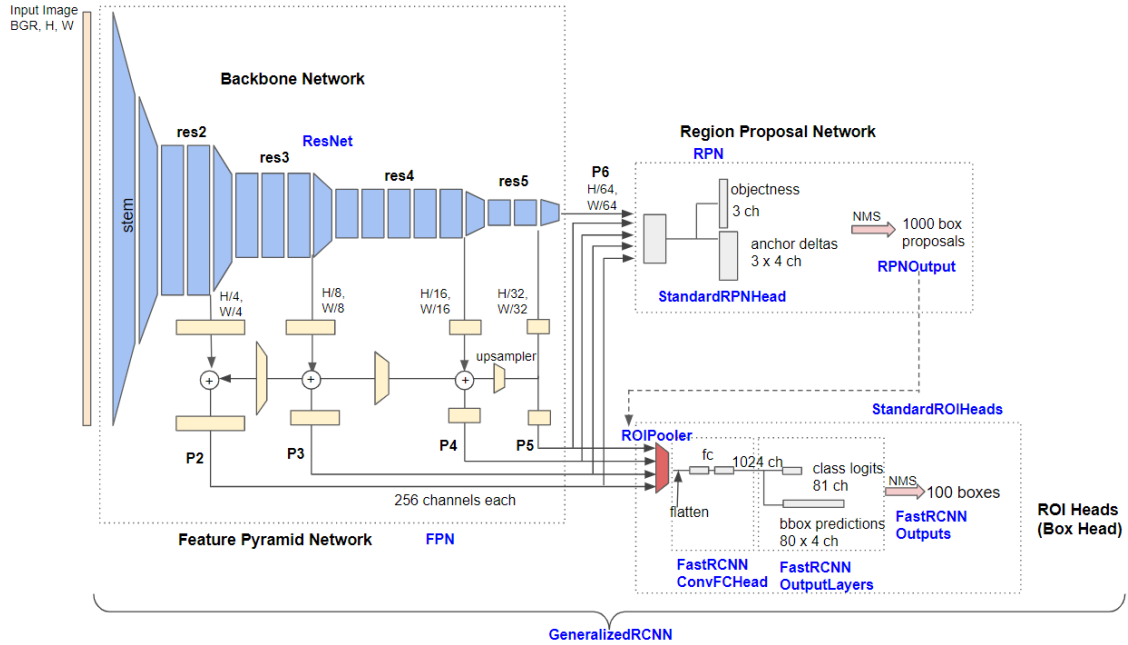 Input Image
BGR, H, W
Backbone Network
res2
ResNet
res3
res4
res5
stem
H/4,
W/4
H/8,
W/8
H/16,
W/16
H/32,
W/32
upsampler
+
+
+
P2
P3
P4
P5
256 channels each
Feature Pyramid Network
FPN
P6
H/64,
W/64
Region Proposal Network
RPN
objectness
3 ch
anchor deltas
3 x 4 ch
StandardRPNHead
NMS
1000 box
proposals
RPNOutput
StandardROIHeads
ROIPooler
flatten
fc
1024 ch
class logits
81 ch
bbox predictions
80 x 4 ch
NMS
100 boxes
FastRCNN
Outputs
FastRCNN
ConvFCHead
FastRCNN
OutputLayers
ROI Heads
(Box Head)
GeneralizedRCNN